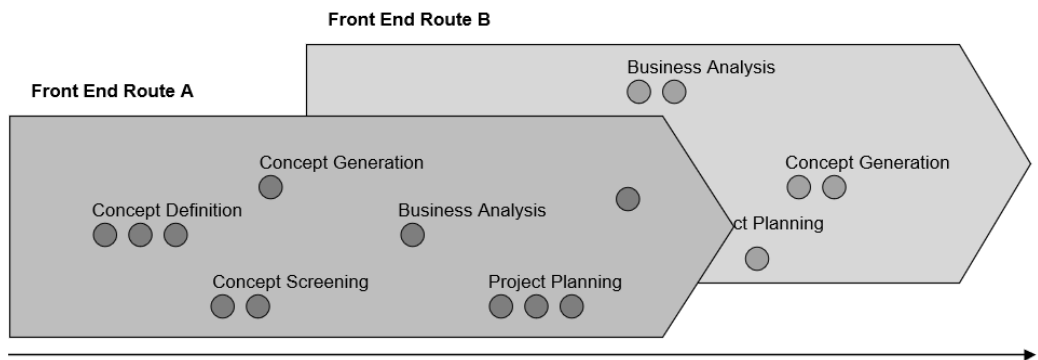 Front End Route B
Business Analysis
Front End Route A
Concept Generation
Concept Generation
Concept Definition
Business Analysis
ct Planning
Concept Screening
Project Planning